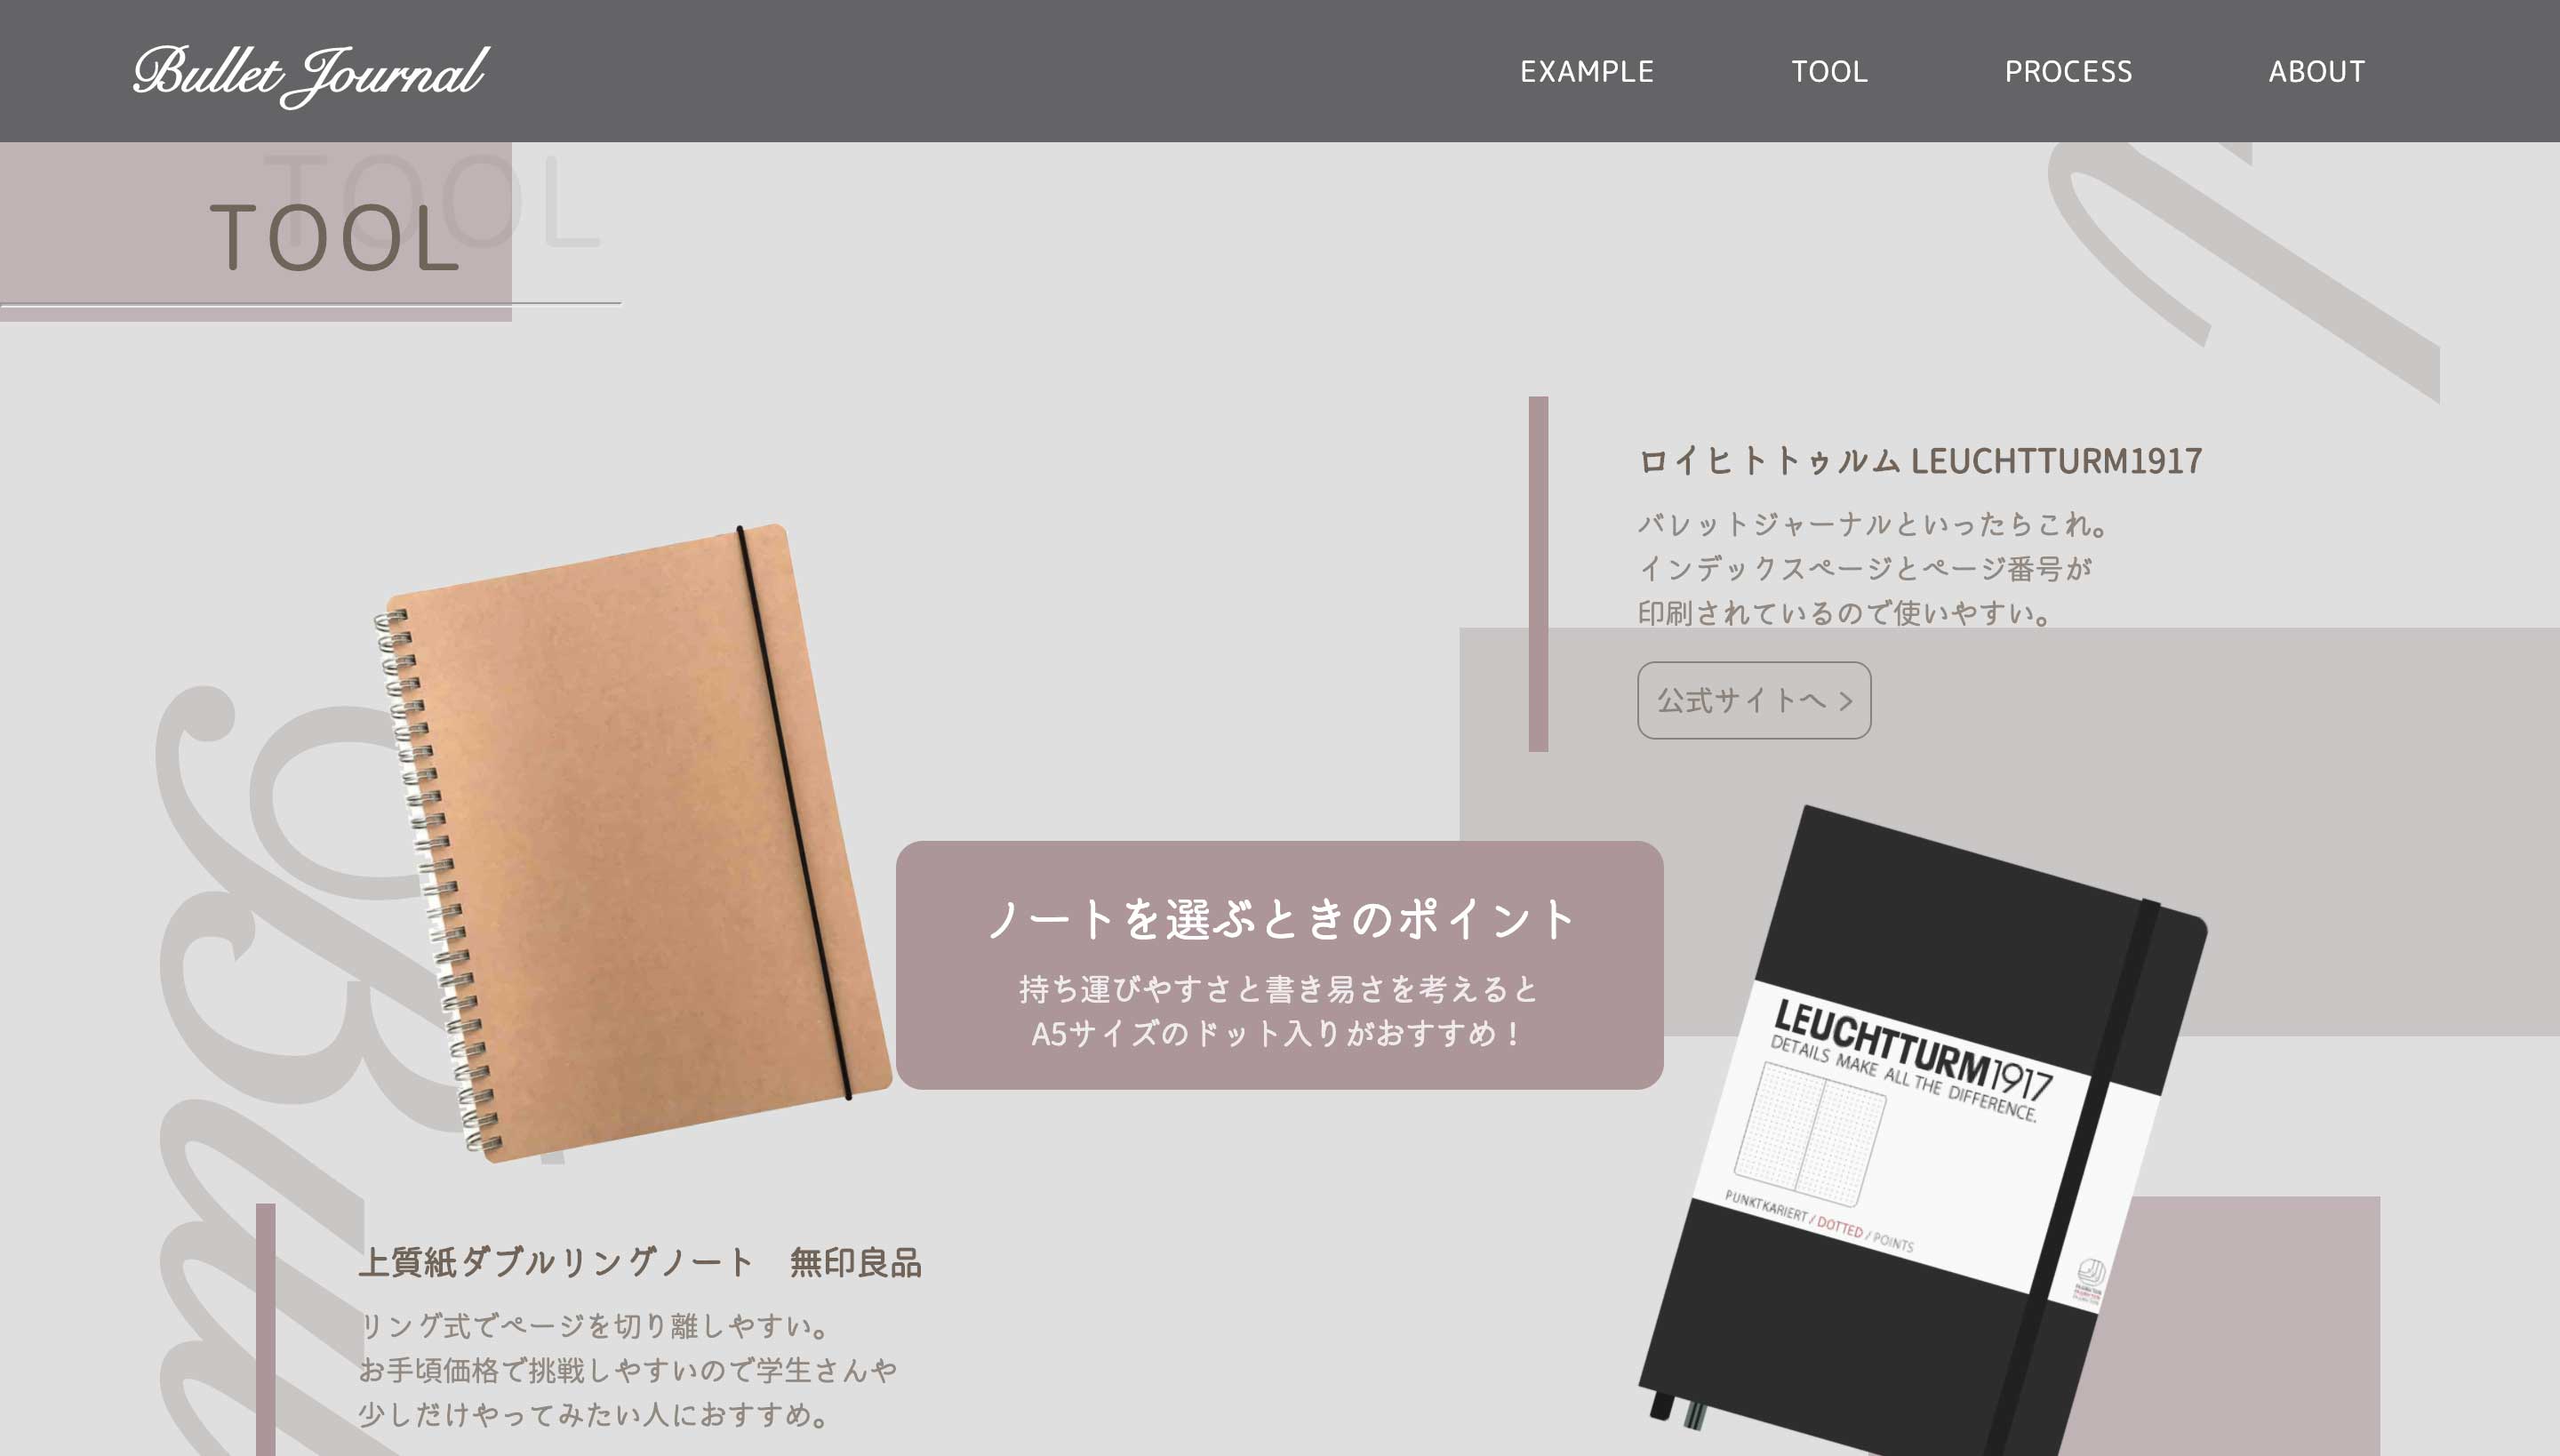 Bullet Journal
EXAMPLE
TOOL
PROCESS
ABOUT
TOOL
TOOL
ロイヒトトゥルム LEUCHTTURM1917
バレットジャーナルといったらこれ。
インデックスページとページ番号が
印刷されているので使いやすい。
公式サイトへ >
ノートを選ぶときのポイント
持ち運びやすさと書き易さを考えると
A5サイズのドット入りがおすすめ！
LEUCHTTURM1917
DETAILS MAKE ALL THE DIFFERENCE.
PUNKTKARIERT / DOTTED / POINTS
上質紙ダブルリングノート　無印良品
リング式でページを切り離しやすい。
お手頃価格で挑戦しやすいので学生さんや
少しだけやってみたい人におすすめ。